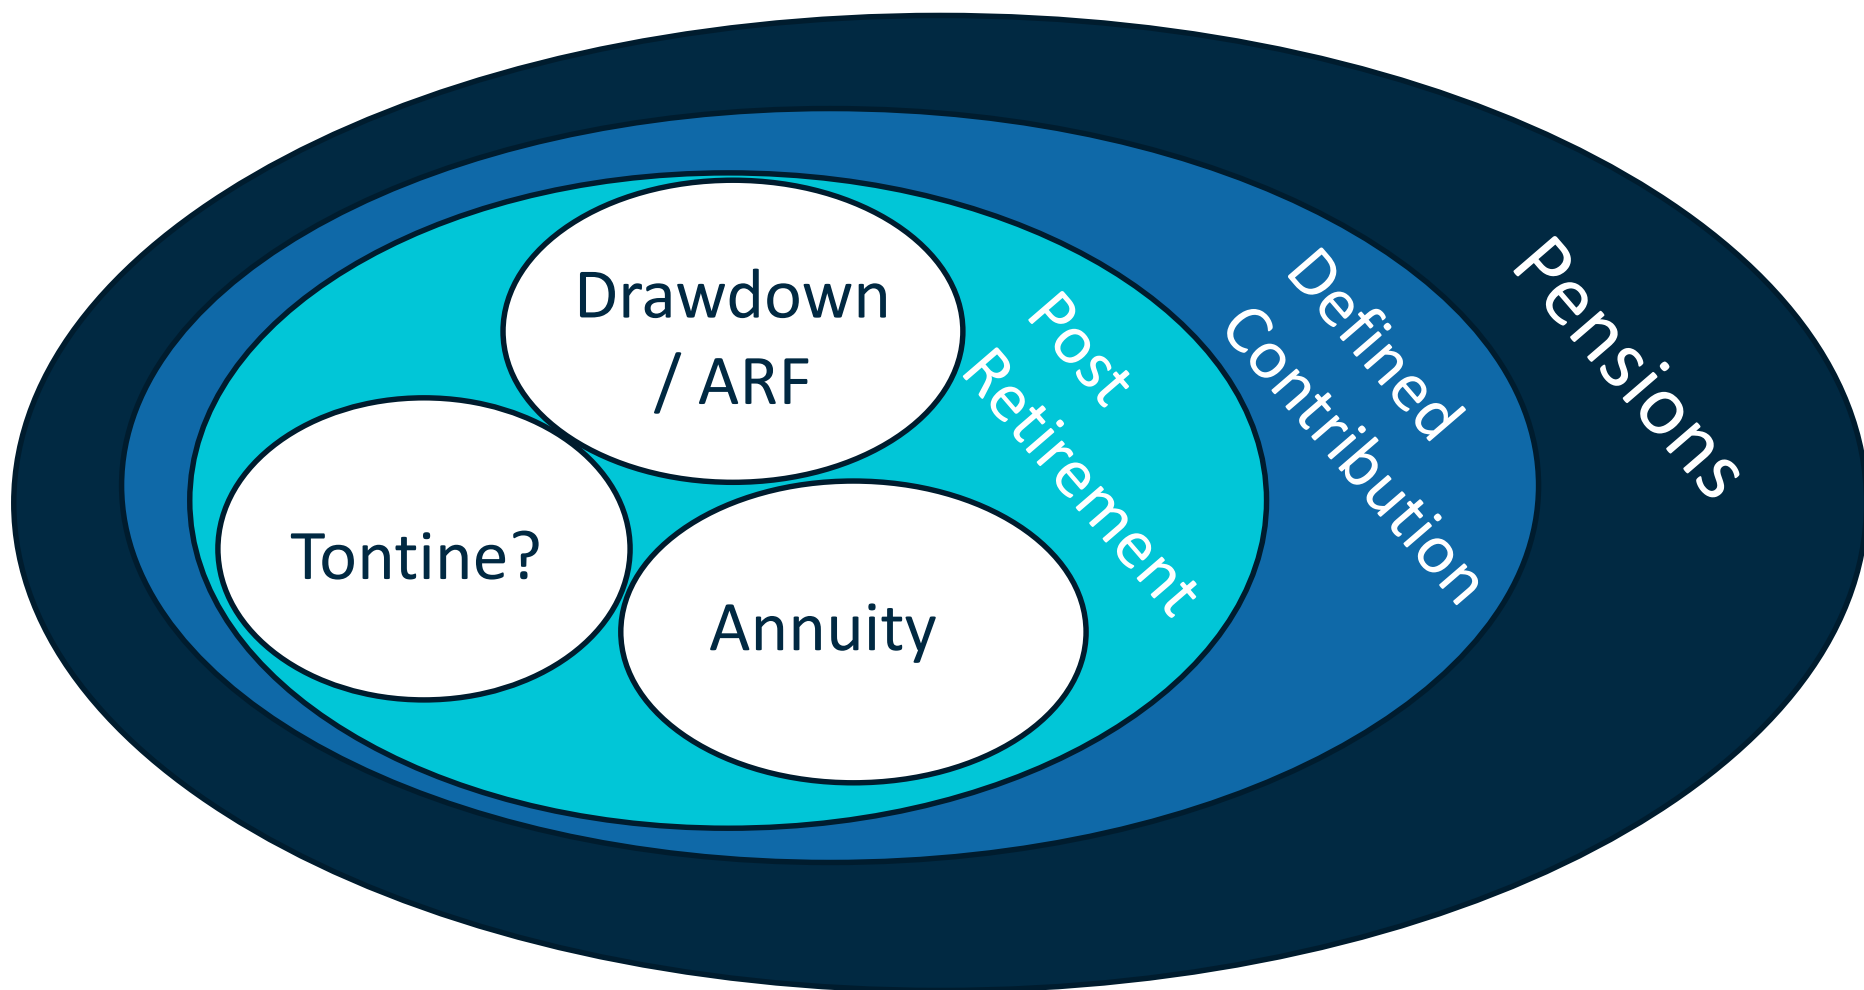 Drawdown
/ ARF
Tontine?
Annuity
Post
Retirement
Defined
Contribution
Pensions